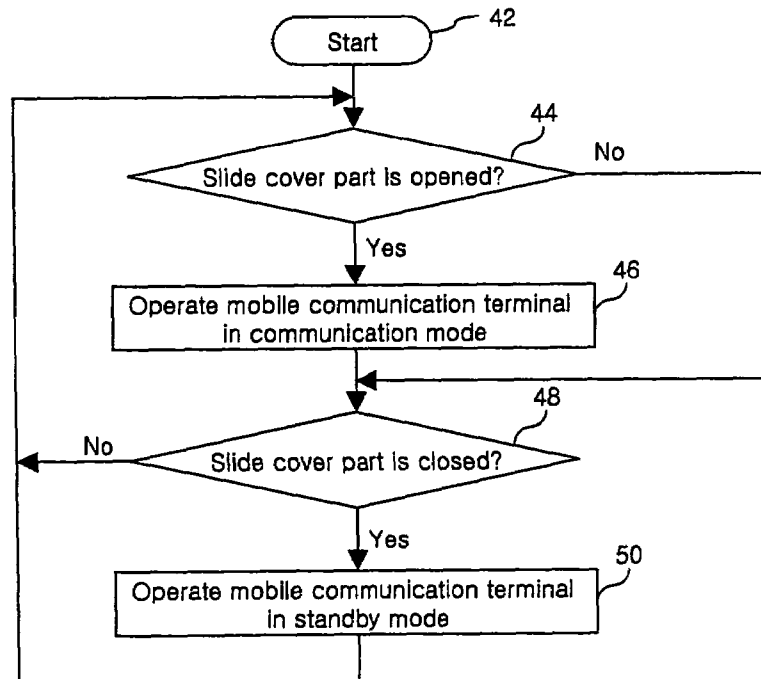 Start
42
44
Slide cover part is opened?
No
Yes
Operate mobile communication terminal
in communication mode
46
48
No
Slide cover part is closed?
Yes
Operate mobile communication terminal
in standby mode
50